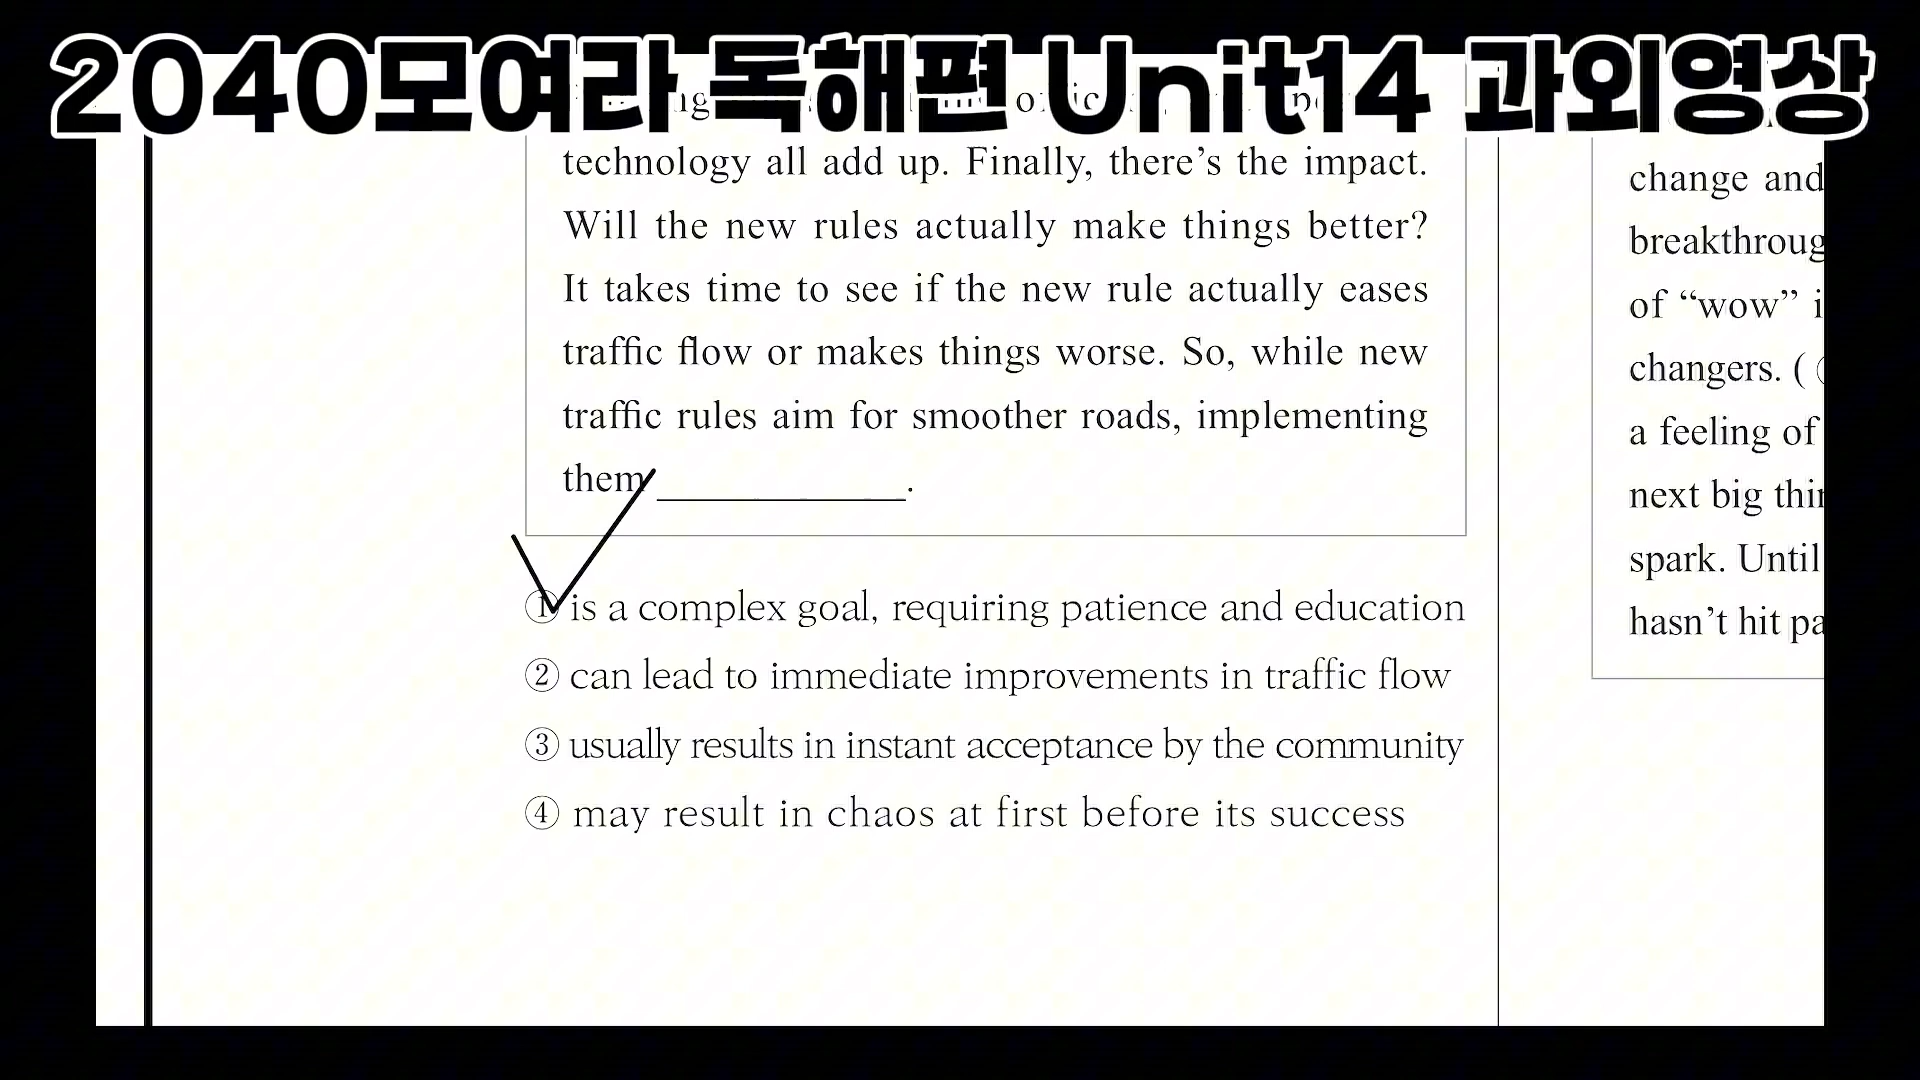 2040모여라 독해편 Unit14 과외영상
technology all add up. Finally, there’s the impact.
Will the new rules actually make things better?
It takes time to see if the new rule actually eases
traffic flow or makes things worse. So, while new
traffic rules aim for smoother roads, implementing
them ____________.
① is a complex goal, requiring patience and education
② can lead to immediate improvements in traffic flow
③ usually results in instant acceptance by the community
④ may result in chaos at first before its success
change and
breakthroug
of “wow” i
changers. (
a feeling of
next big thin
spark. Until
hasn’t hit pa